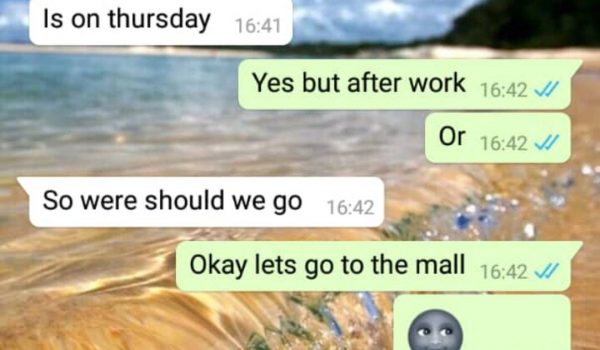 Is on thursday 16:41
Yes but after work 16:42
Or 16:42
So were should we go 16:42
Okay lets go to the mall 16:42